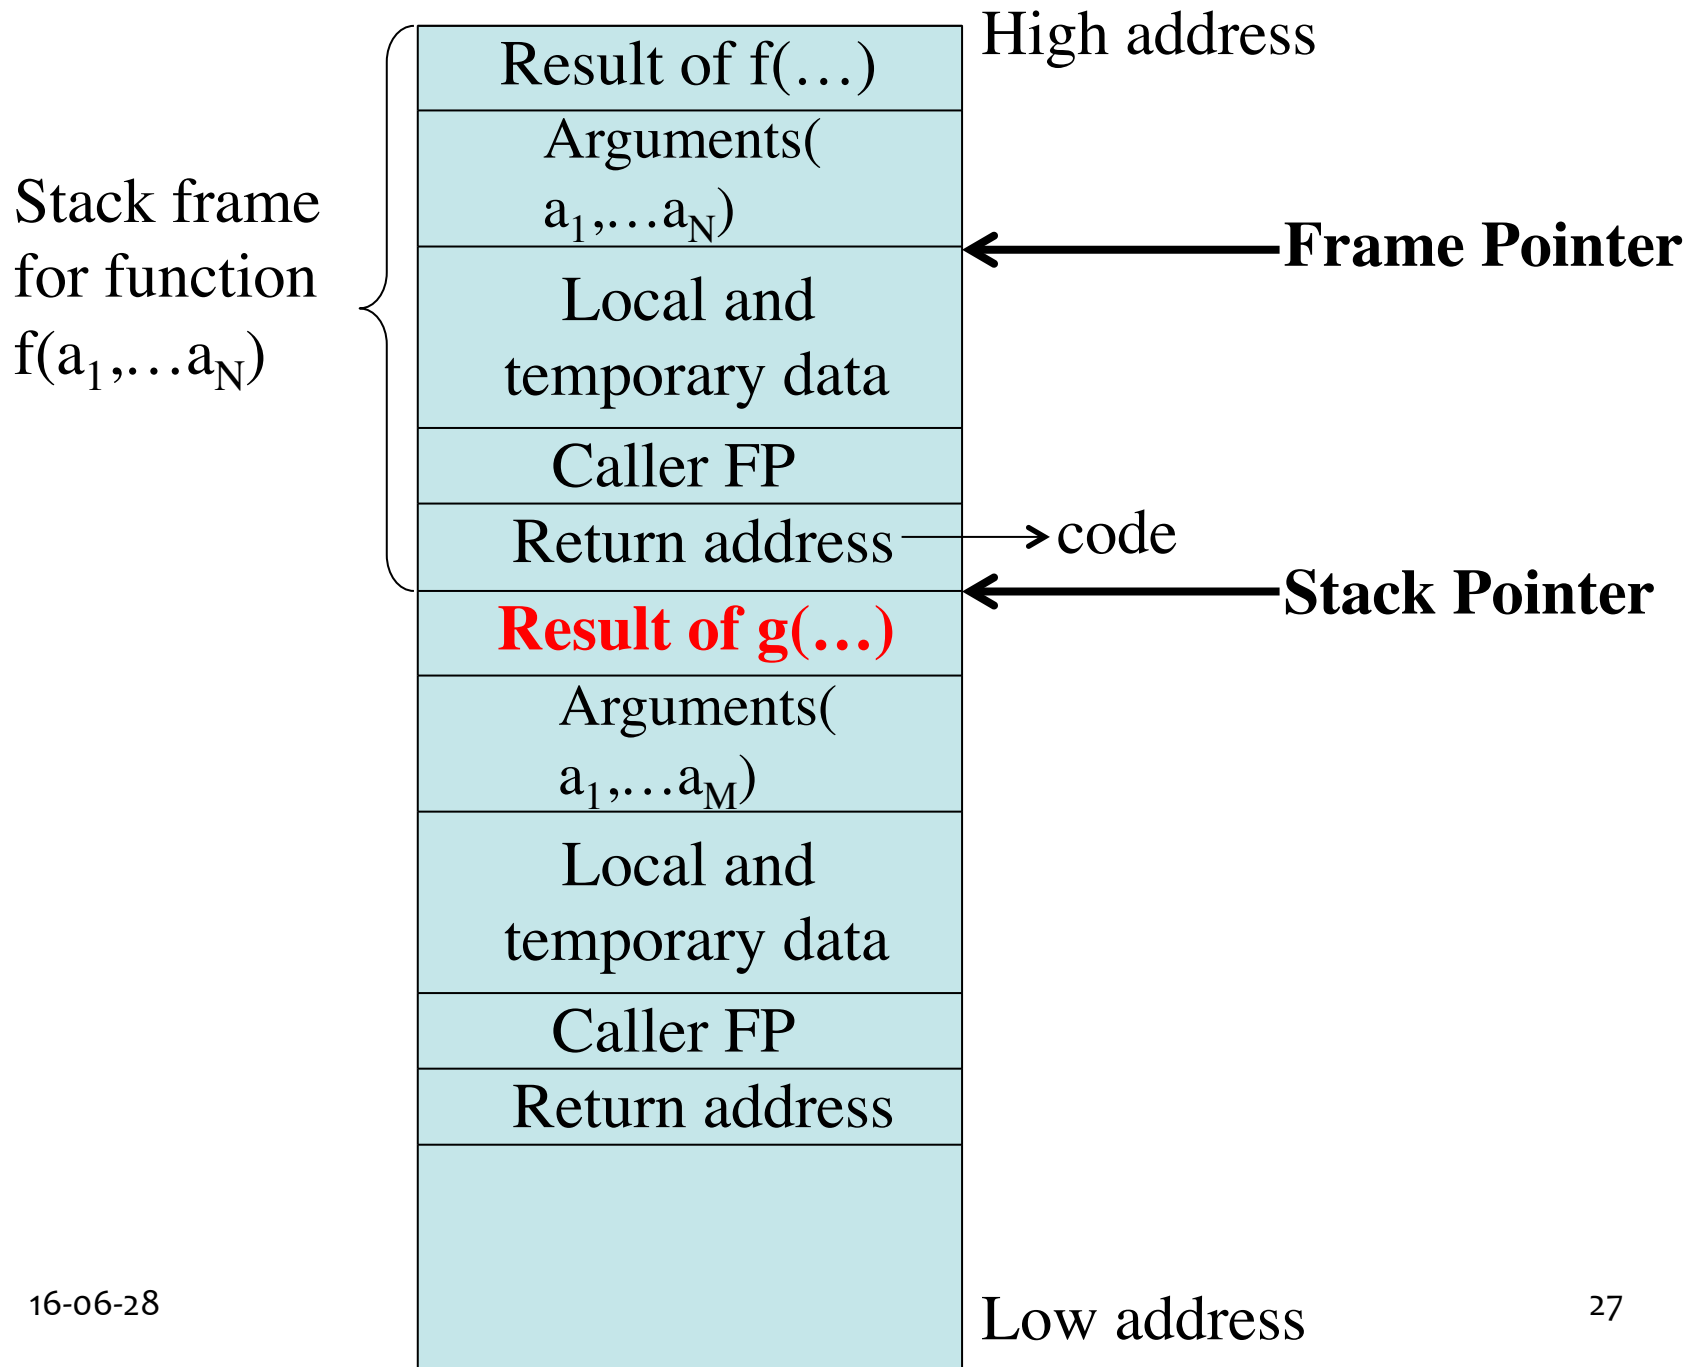 High address
Result of f(…)
Arguments(
a₁,…aN)
Stack frame
for function
f(a₁,…aN)
Frame Pointer
Local and
temporary data
Caller FP
Return address
code
Stack Pointer
Result of g(…)
Arguments(
a₁,…aM)
Local and
temporary data
Caller FP
Return address
16-06-28
Low address
27